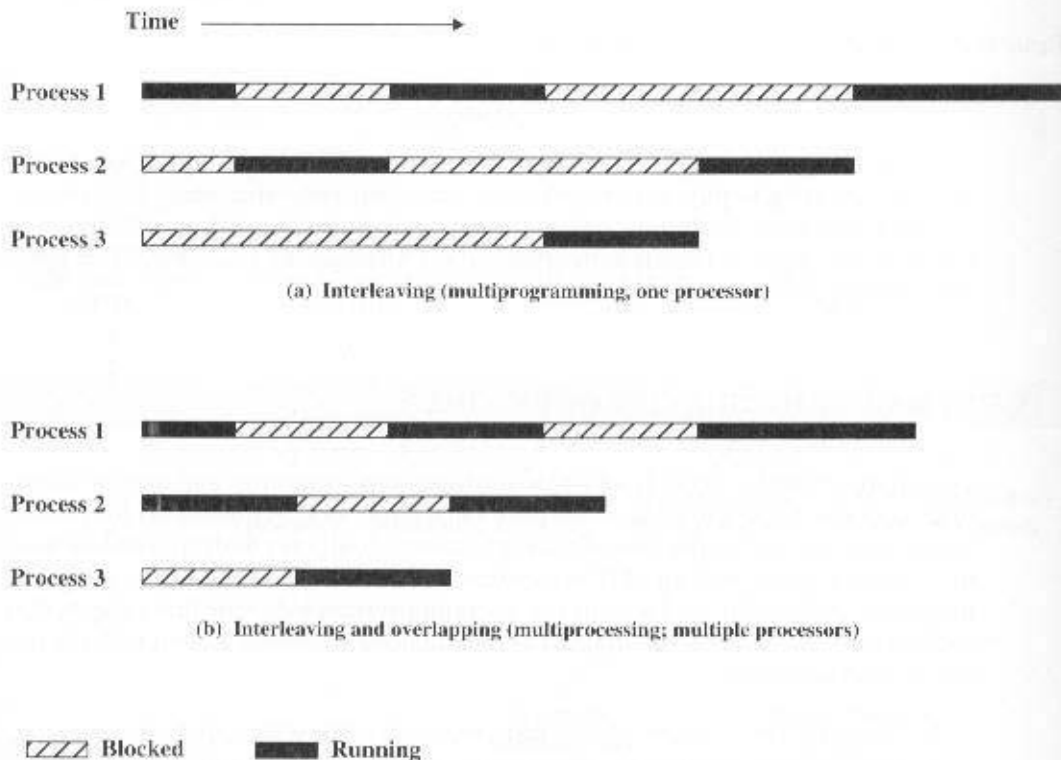 Time
Process 1
Process 2
Process 3
(a) Interleaving (multiprogramming, one processor)
Process 1
Process 2
Process 3
(b) Interleaving and overlapping (multiprocessing; multiple processors)
Blocked Running